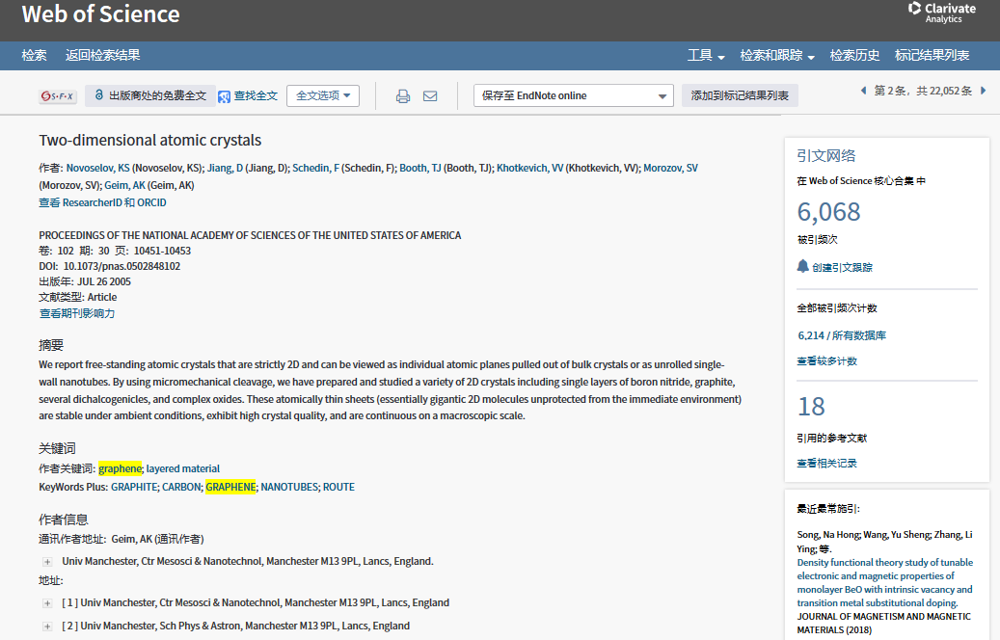 Web of Science
Clarivate
Analytics
检索 返回检索结果 工具 检索和跟踪 检索历史 标记结果列表
S·F·X 出版商处的免费全文 查找全文 全文选项 保存至 EndNote online 添加到标记结果列表 第 2 条，共 22,052 条
Two-dimensional atomic crystals
作者: Novoselov, KS (Novoselov, KS); Jiang, D (Jiang, D); Schedin, F (Schedin, F); Booth, TJ (Booth, TJ); Khotkevich, VV (Khotkevich, VV); Morozov, SV
(Morozov, SV); Geim, AK (Geim, AK)
查看 ResearcherID 和 ORCID
PROCEEDINGS OF THE NATIONAL ACADEMY OF SCIENCES OF THE UNITED STATES OF AMERICA
卷: 102 期: 30 页: 10451-10453
DOI: 10.1073/pnas.0502848102
出版年: JUL 26 2005
文献类型: Article
查看期刊影响力
摘要
We report free-standing atomic crystals that are strictly 2D and can be viewed as individual atomic planes pulled out of bulk crystals or as unrolled single-
wall nanotubes. By using micromechanical cleavage, we have prepared and studied a variety of 2D crystals including single layers of boron nitride, graphite,
several dichalcogenicles, and complex oxides. These atomically thin sheets (essentially gigantic 2D molecules unprotected from the immediate environment)
are stable under ambient conditions, exhibit high crystal quality, and are continuous on a macroscopic scale.
关键词
作者关键词: graphene; layered material
KeyWords Plus: GRAPHITE; CARBON; GRAPHENE; NANOTUBES; ROUTE
作者信息
通讯作者地址: Geim, AK (通讯作者)
+ Univ Manchester, Ctr Mesosci & Nanotechnol, Manchester M13 9PL, Lancs, England.
地址:
+ [ 1 ] Univ Manchester, Ctr Mesosci & Nanotechnol, Manchester M13 9PL, Lancs, England
+ [ 2 ] Univ Manchester, Sch Phys & Astron, Manchester M13 9PL, Lancs, England
引文网络
在 Web of Science 核心合集 中
6,068
被引频次
创建引文跟踪
全部被引频次计数
6,214 / 所有数据库
查看较多计数
18
引用的参考文献
查看相关记录
最近最常施引:
Song, Na Hong; Wang, Yu Sheng; Zhang, Li
Ying; 等.
Density functional theory study of tunable
electronic and magnetic properties of
monolayer BeO with intrinsic vacancy and
transition metal substitutional doping.
JOURNAL OF MAGNETISM AND MAGNETIC
MATERIALS (2018)